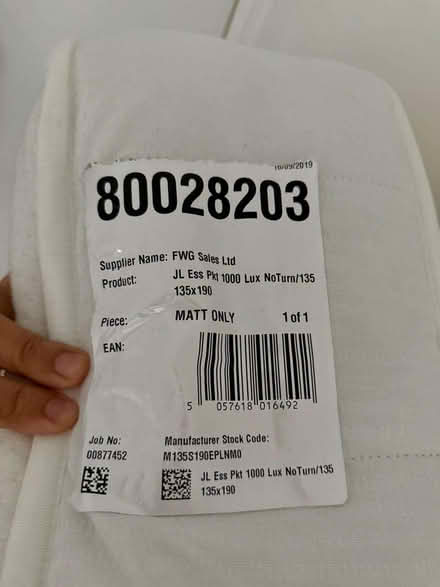 10/09/2019
80028203
Supplier Name: FWG Sales Ltd
Product: JL Ess Pkt 1000 Lux NoTurn/135
135x190
Piece: MATT ONLY 1 of 1
EAN:
5 057618 016492
Job No: Manufacturer Stock Code:
00877452 M135S190EPLNM0
JL Ess Pkt 1000 Lux NoTurn/135
135x190